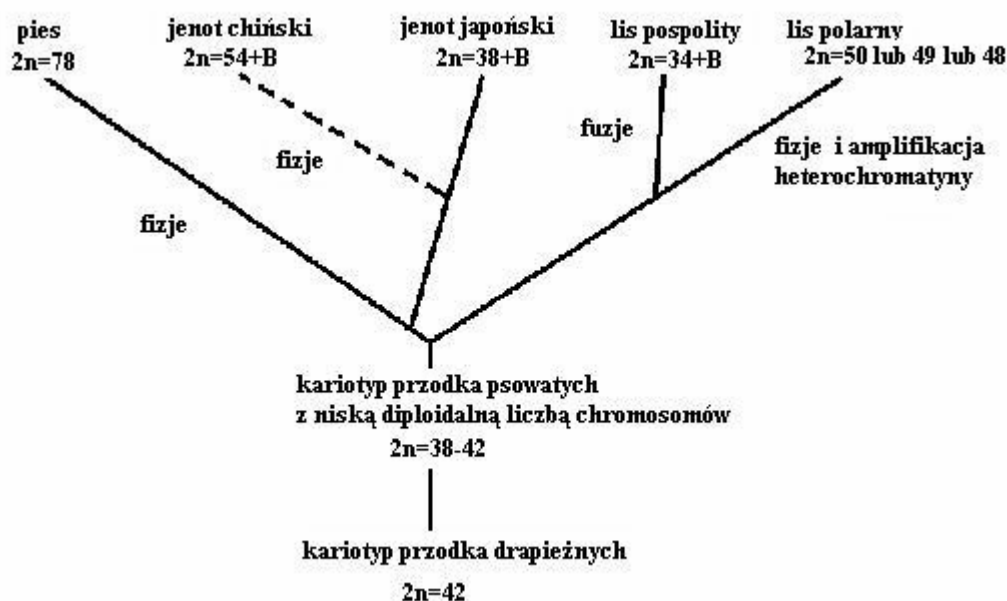 pies
2n=78
jenot chiński
2n=54+B
jenot japoński
2n=38+B
lis pospolity
2n=34+B
lis polarny
2n=50 lub 49 lub 48
fizje
fizje
fuzje
fizje i amplifikacja
heterochromatyny
kariotyp przodka psowatych
z niską diploidalną liczbą chromosomów
2n=38-42
kariotyp przodka drapieżnych
2n=42